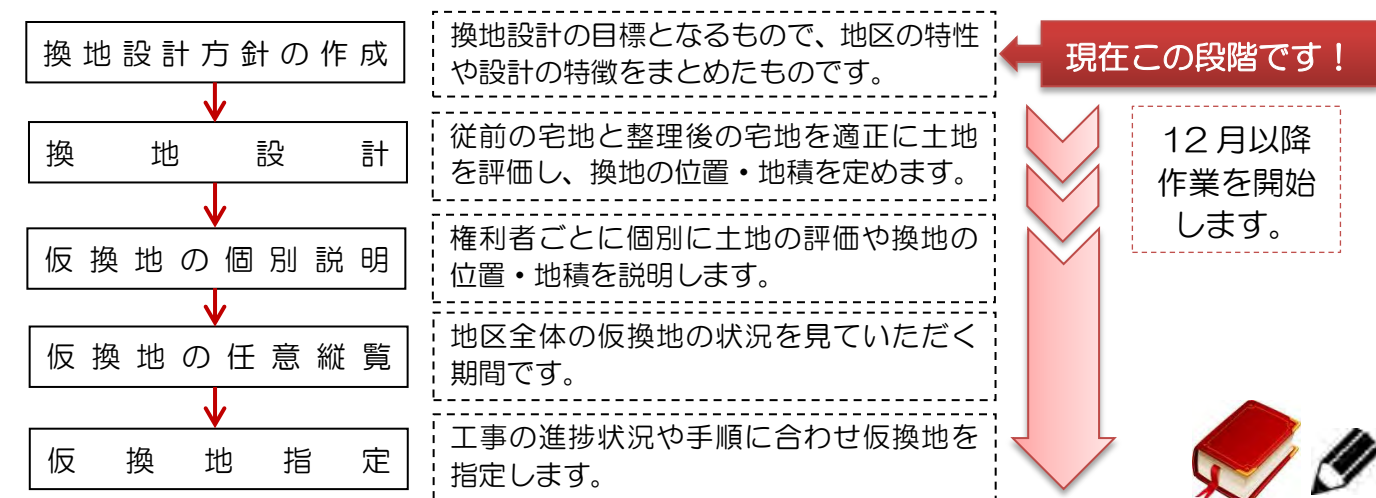 換地設計方針の作成
換地設計の目標となるもので、地区の特性
や設計の特徴をまとめたものです。
現在この段階です！
換地設計
従前の宅地と整理後の宅地を適正に土地
を評価し、換地の位置・地積を定めます。
12月以降
作業を開始
します。
仮換地の個別説明
権利者ごとに個別に土地の評価や換地の
位置・地積を説明します。
仮換地の任意縦覧
地区全体の仮換地の状況を見ていただく
期間です。
仮換地指定
工事の進捗状況や手順に合わせ仮換地を
指定します。